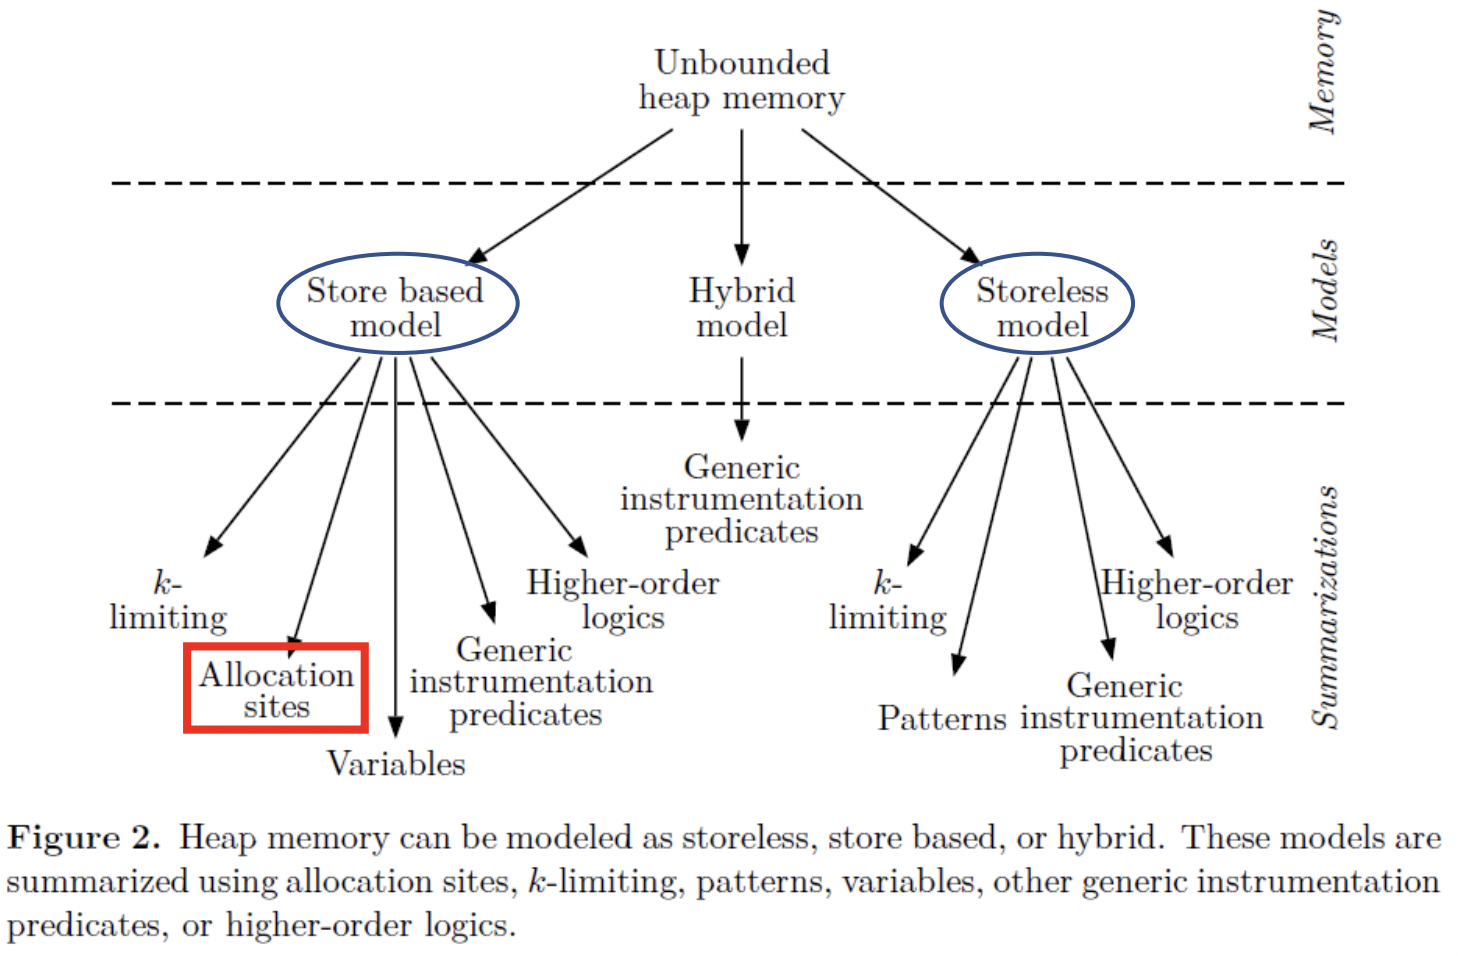 Unbounded
heap memory
Memory
Store based
model
Hybrid
model
Storeless
model
Models
Generic
instrumentation
predicates
k-
limiting
Allocation
sites
Variables
Generic
instrumentation
predicates
Higher-order
logics
k-
limiting
Patterns
Generic
instrumentation
predicates
Higher-order
logics
Summarizations
Figure 2. Heap memory can be modeled as storeless, store based, or hybrid. These models are
summarized using allocation sites, k-limiting, patterns, variables, other generic instrumentation
predicates, or higher-order logics.